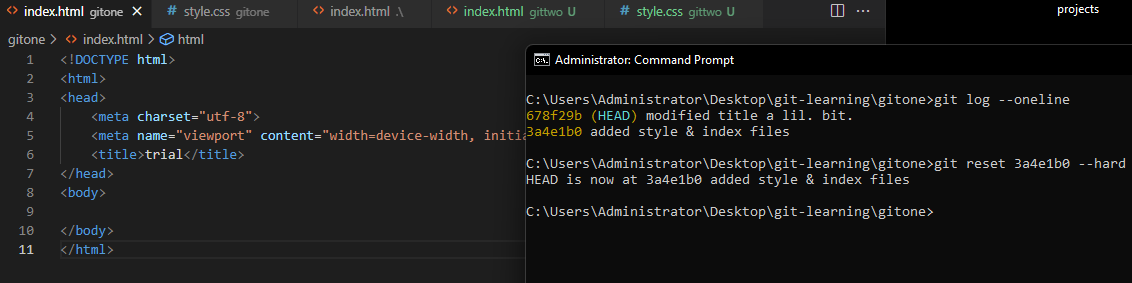 index.html gitone
style.css gitone
index.html .\
index.html gittwo U
style.css gittwo U
projects
gitone > index.html > html
1 <!DOCTYPE html>
2 <html>
3 <head>
4 <meta charset="utf-8">
5 <meta name="viewport" content="width=device-width, initia
6 <title>trial</title>
7 </head>
8 <body>
9
10 </body>
11 </html>
Administrator: Command Prompt
C:\Users\Administrator\Desktop\git-learning\gitone>git log --oneline
678f29b (HEAD) modified title a lil. bit.
3a4e1b0 added style & index files
C:\Users\Administrator\Desktop\git-learning\gitone>git reset 3a4e1b0 --hard
HEAD is now at 3a4e1b0 added style & index files
C:\Users\Administrator\Desktop\git-learning\gitone>